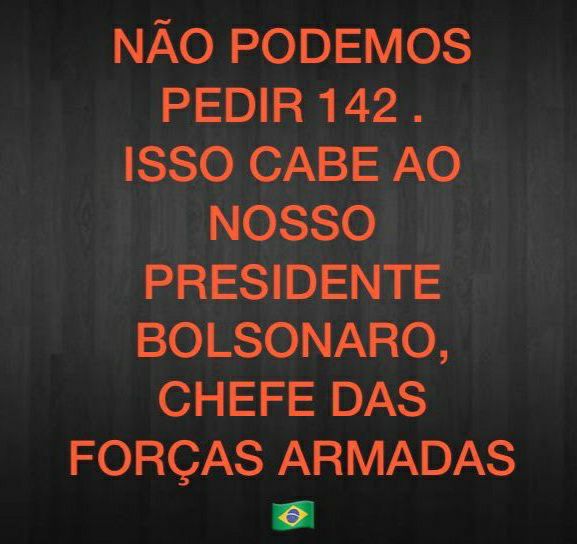 NÃO PODEMOS
PEDIR 142 .
ISSO CABE AO
NOSSO
PRESIDENTE
BOLSONARO,
CHEFE DAS
FORÇAS ARMADAS
🇧🇷